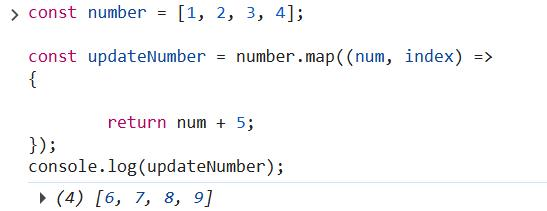 const number = [1, 2, 3, 4];
const updateNumber = number.map((num, index) =>
{
return num + 5;
});
console.log(updateNumber);
(4) [6, 7, 8, 9]